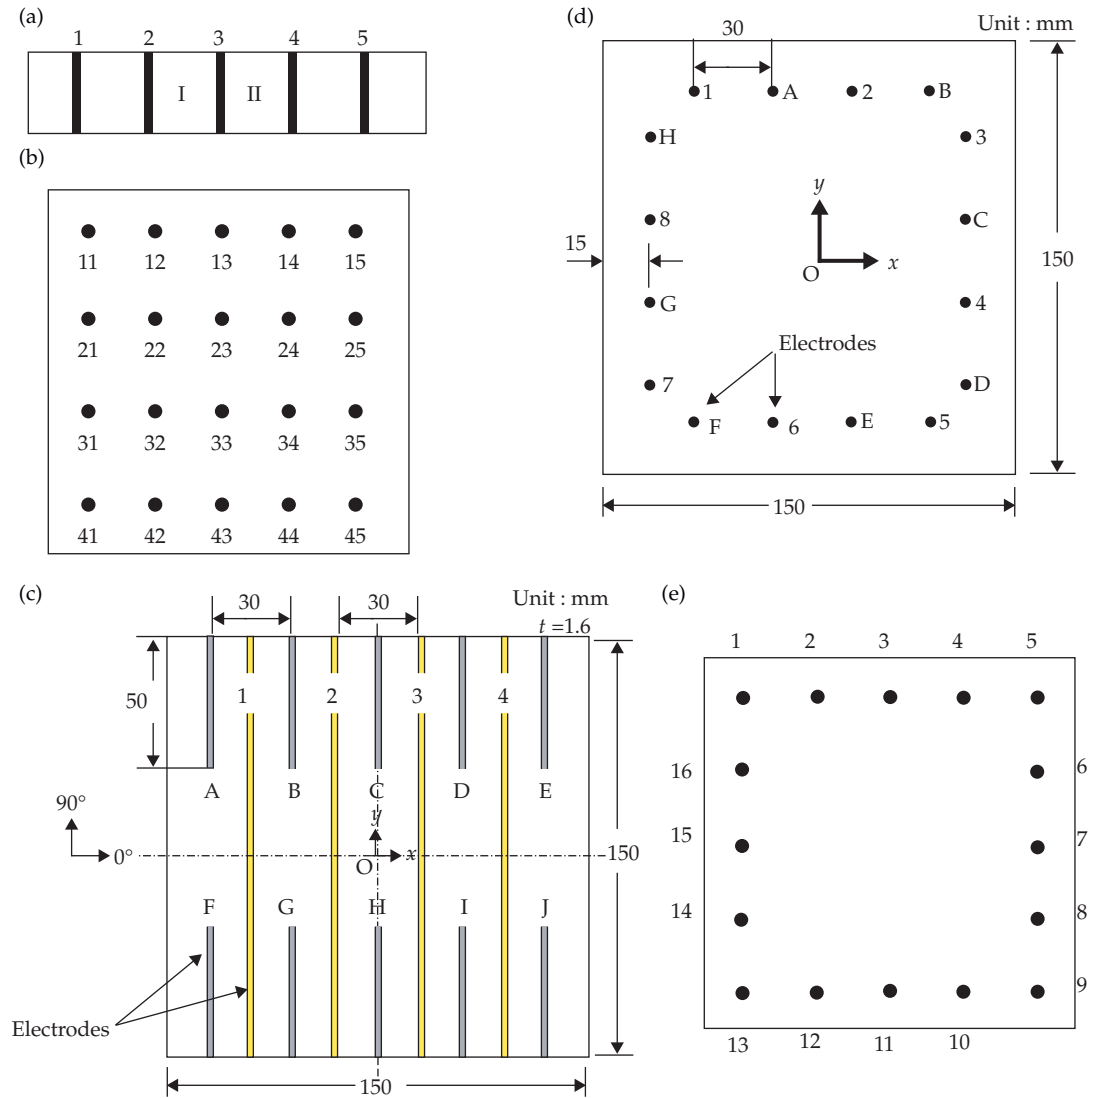 (a)
1 2 3 4 5
I II
(b)
11 12 13 14 15
21 22 23 24 25
31 32 33 34 35
41 42 43 44 45
(c)
30 30
Unit : mm
t =1.6
50
1 2 3 4
A B C D E
90°
0°
y
O x
150
F G H I J
Electrodes
150
(d)
Unit : mm
30
1 A 2 B
H 3
y
8 C
15
O x
150
G 4
Electrodes
7 D
F 6 E 5
150
(e)
1 2 3 4 5
16 6
15 7
14 8
9
13 12 11 10